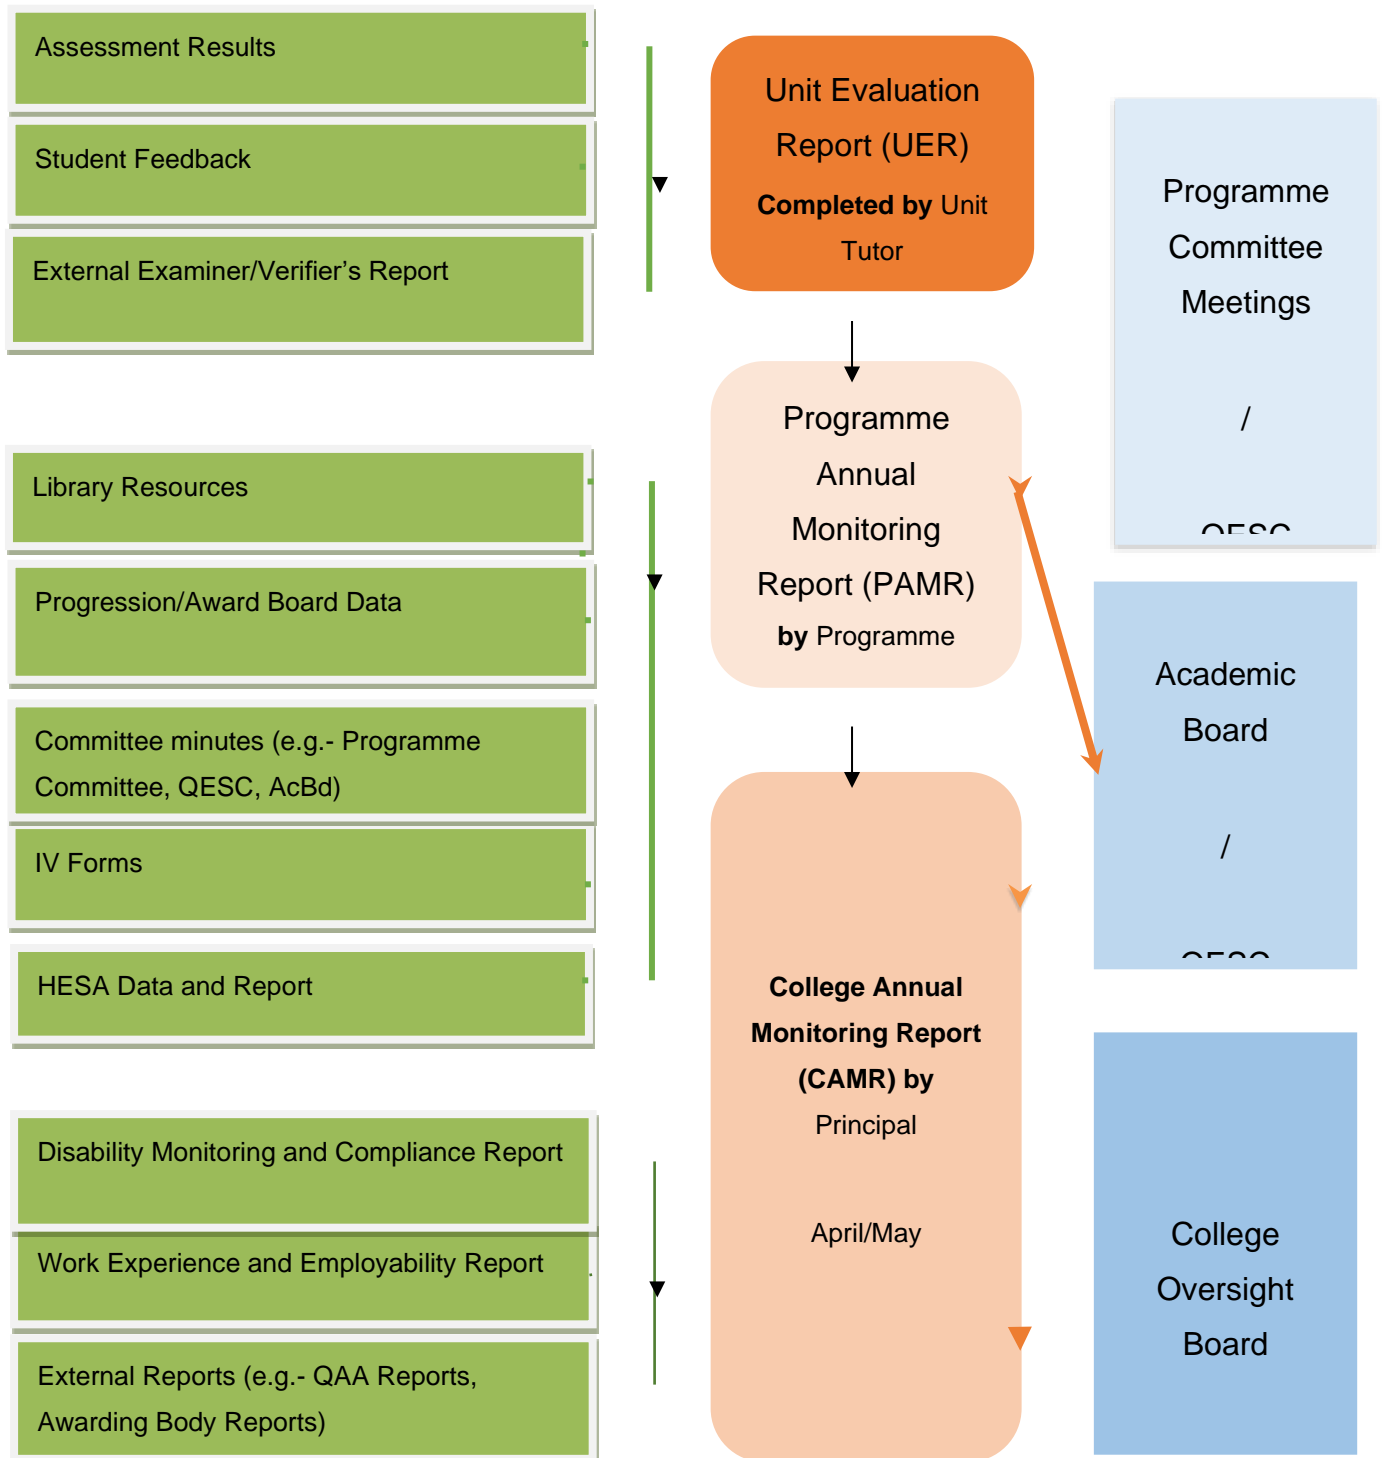 Assessment Results
Student Feedback
External Examiner/Verifier's Report
Library Resources
Progression/Award Board Data
Committee minutes (e.g.- Programme
Committee, QESC, AcBd)
IV Forms
HESA Data and Report
Disability Monitoring and Compliance Report
Work Experience and Employability Report
External Reports (e.g.- QAA Reports,
Awarding Body Reports)
Unit Evaluation
Report (UER)
Completed by Unit
Tutor
Programme
Annual
Monitoring
Report (PAMR)
by Programme
College Annual
Monitoring Report
(CAMR) by
Principal
April/May
Programme
Committee
Meetings
/
Academic
Board
/
College
Oversight
Board